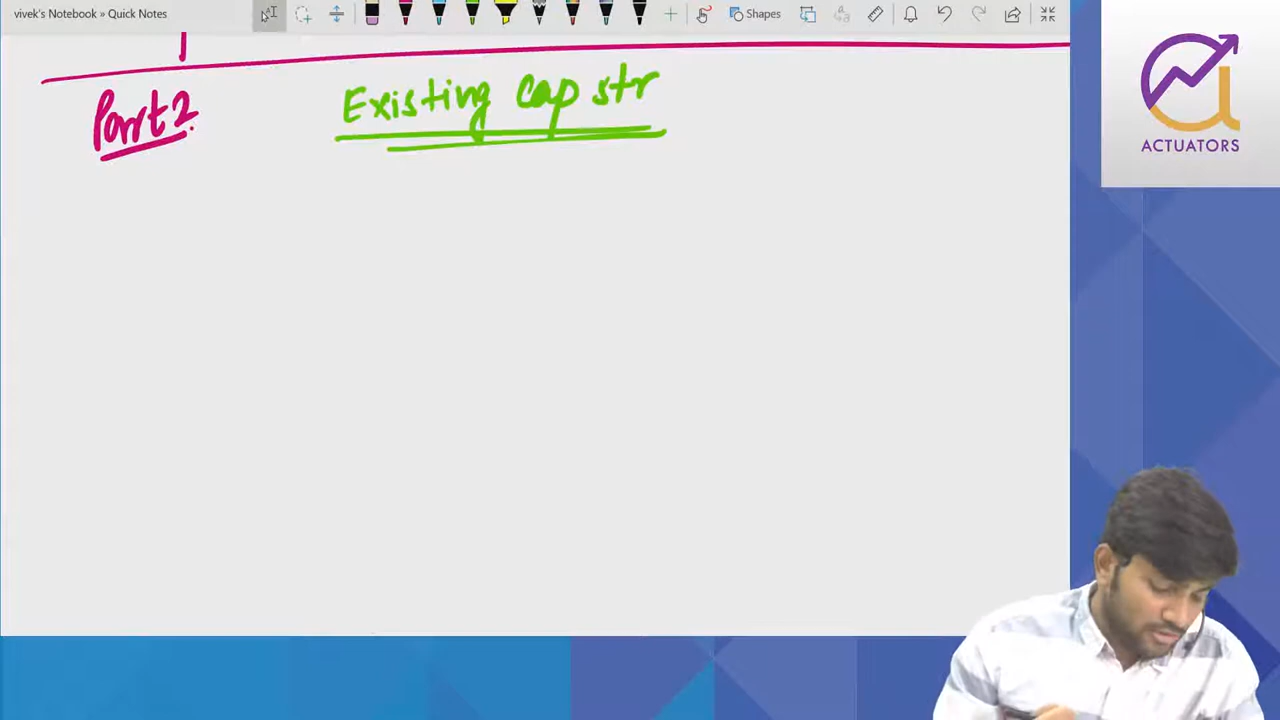 vivek's Notebook » Quick Notes
Shapes
Part 2.
Existing cap str
ACTUATORS